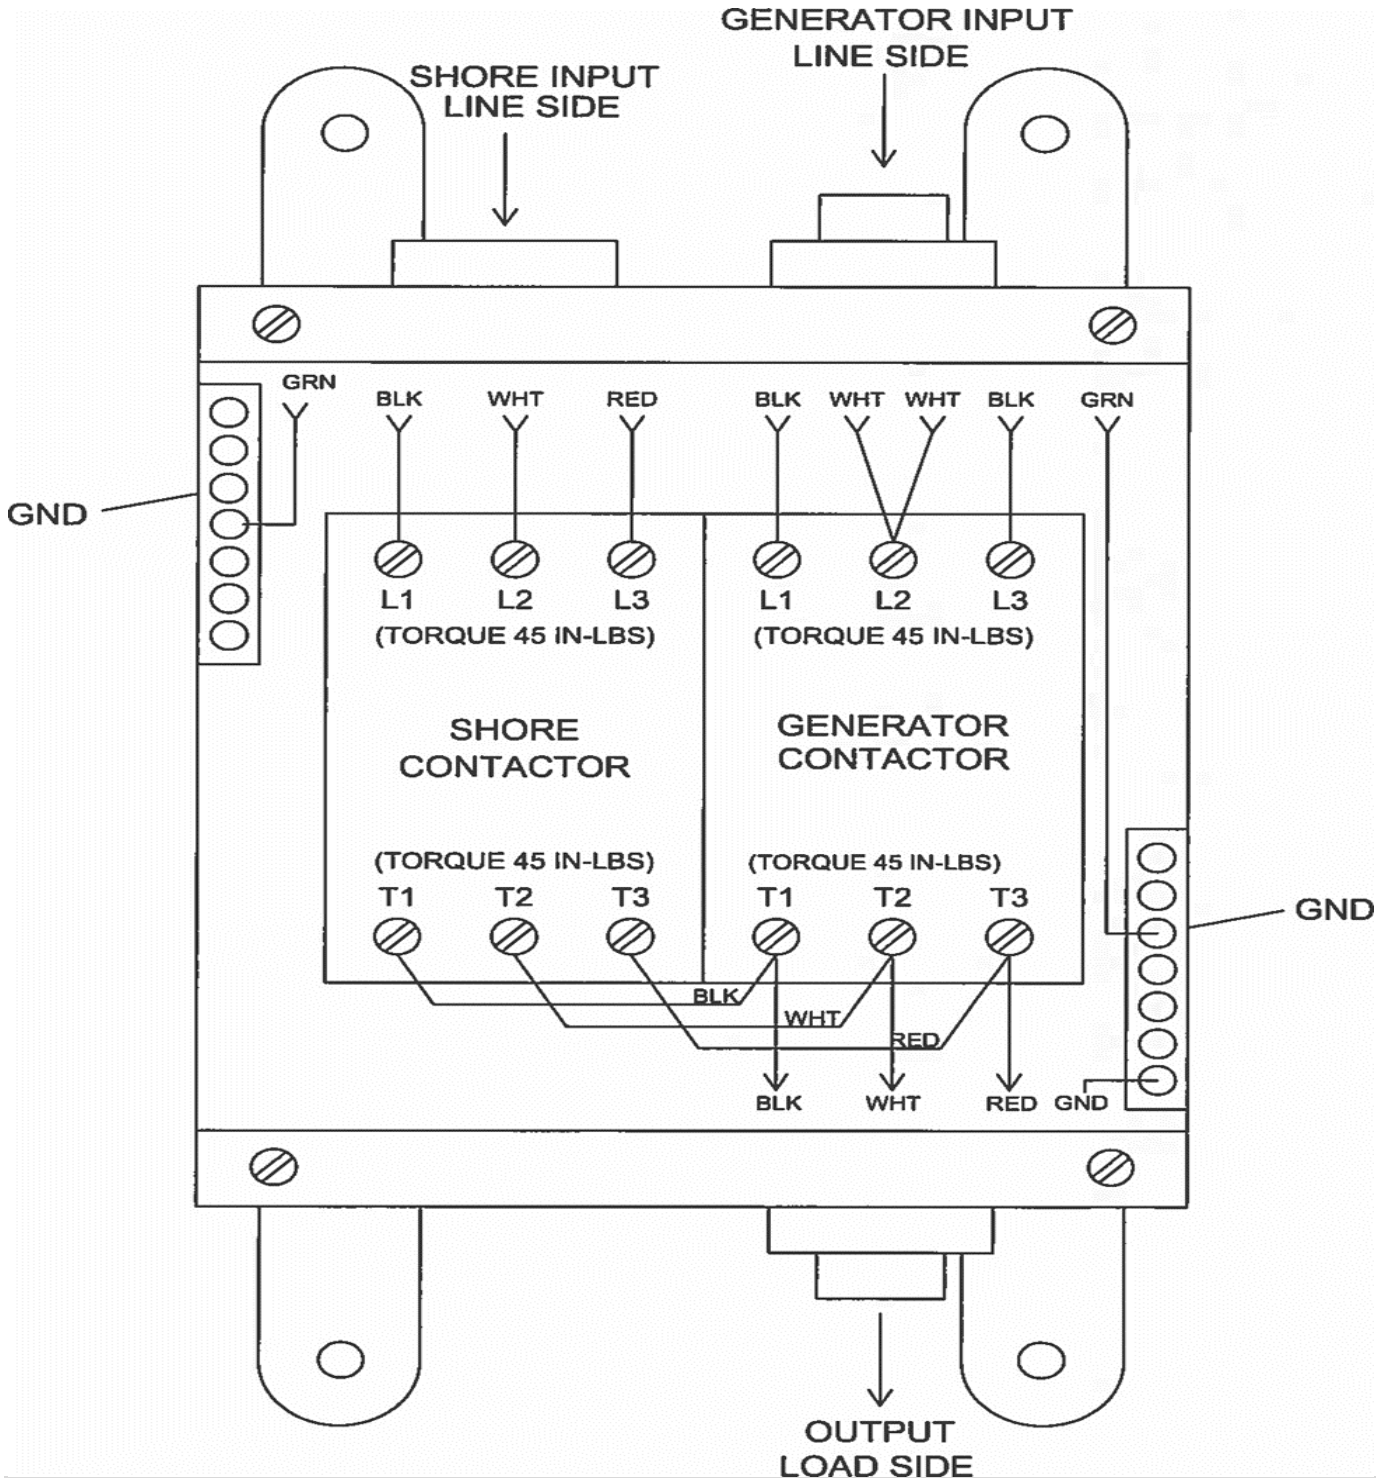 GENERATOR INPUT
LINE SIDE
SHORE INPUT
LINE SIDE
GRN
BLK
WHT
RED
BLK
WHT
WHT
BLK
GRN
GND
L1
L2
L3
L1
L2
L3
(TORQUE 45 IN-LBS)
(TORQUE 45 IN-LBS)
SHORE
CONTACTOR
GENERATOR
CONTACTOR
(TORQUE 45 IN-LBS)
(TORQUE 45 IN-LBS)
T1
T2
T3
T1
T2
T3
GND
BLK
WHT
RED
BLK
WHT
RED
GND
OUTPUT
LOAD SIDE